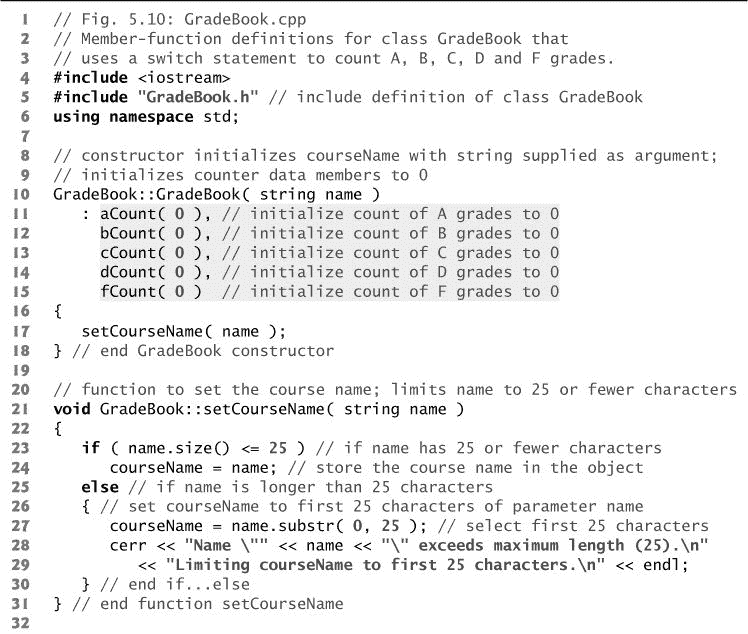 1 // Fig. 5.10: GradeBook.cpp
2 // Member-function definitions for class GradeBook that
3 // uses a switch statement to count A, B, C, D and F grades.
4 #include <iostream>
5 #include "GradeBook.h" // include definition of class GradeBook
6 using namespace std;
7
8 // constructor initializes courseName with string supplied as argument;
9 // initializes counter data members to 0
10 GradeBook::GradeBook( string name )
11    : aCount( 0 ), // initialize count of A grades to 0
12      bCount( 0 ), // initialize count of B grades to 0
13      cCount( 0 ), // initialize count of C grades to 0
14      dCount( 0 ), // initialize count of D grades to 0
15      fCount( 0 )  // initialize count of F grades to 0
16 {
17    setCourseName( name );
18 } // end GradeBook constructor
19
20 // function to set the course name; limits name to 25 or fewer characters
21 void GradeBook::setCourseName( string name )
22 {
23    if ( name.size() <= 25 ) // if name has 25 or fewer characters
24       courseName = name; // store the course name in the object
25    else // if name is longer than 25 characters
26    { // set courseName to first 25 characters of parameter name
27       courseName = name.substr( 0, 25 ); // select first 25 characters
28       cerr << "Name \"" << name << "\" exceeds maximum length (25).\n"
29          << "Limiting courseName to first 25 characters.\n" << endl;
30    } // end if...else
31 } // end function setCourseName
32